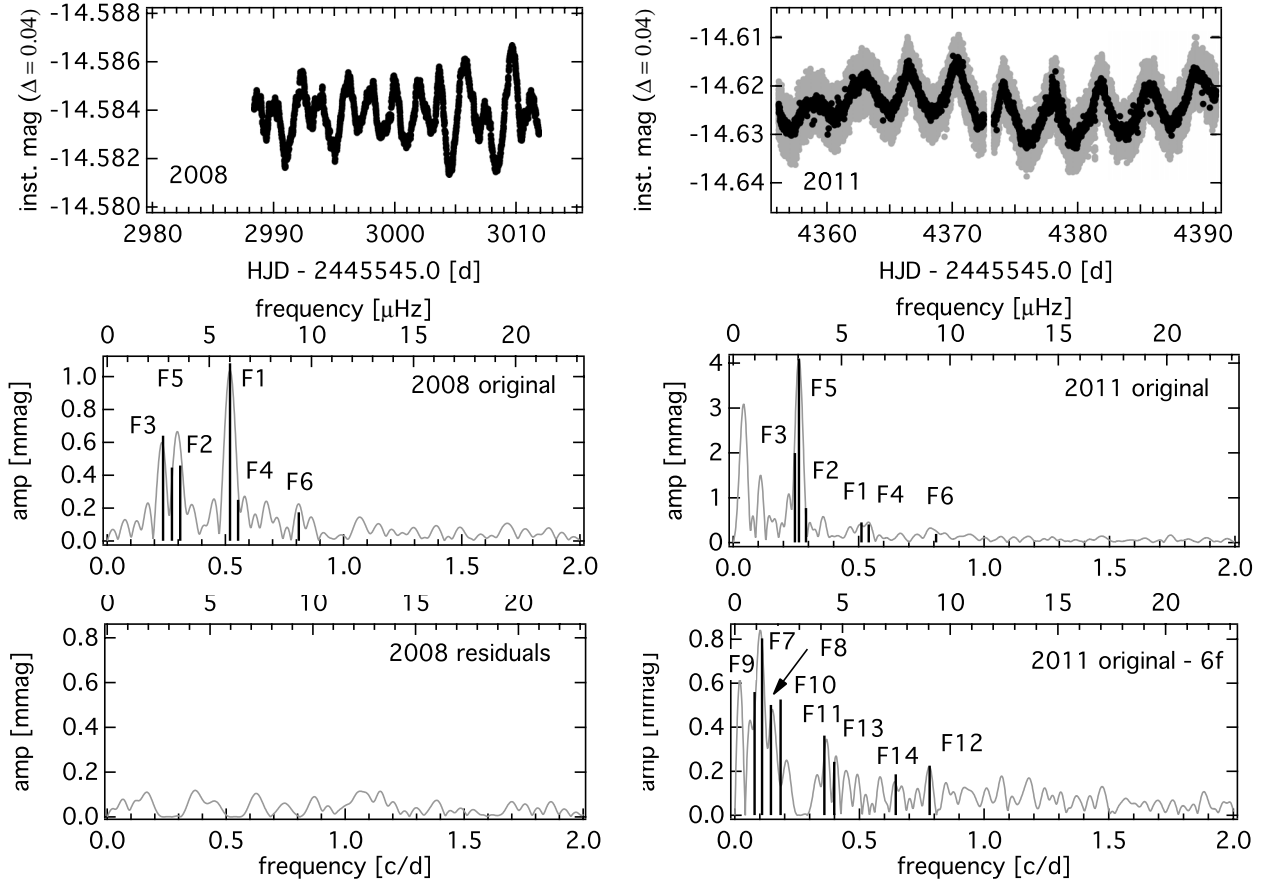 -14.588
-14.586
-14.584
-14.582
-14.580
inst. mag (Δ = 0.04)
2008
2980 2990 3000 3010
HJD - 2445545.0 [d]
-14.61
-14.62
-14.63
-14.64
inst. mag (Δ = 0.04)
2011
4360 4370 4380 4390
HJD - 2445545.0 [d]
frequency [μHz]
0 5 10 15 20
1.0
0.8
0.6
0.4
0.2
0.0
amp [mmag]
2008 original
F5 F1
F3 F2
F4 F6
0.0 0.5 1.0 1.5 2.0
frequency [μHz]
0 5 10 15 20
4
3
2
1
0
amp [mmag]
2011 original
F5
F3
F2
F1 F4 F6
0.0 0.5 1.0 1.5 2.0
0 5 10 15 20
0.8
0.6
0.4
0.2
0.0
amp [mmag]
2008 residuals
0.0 0.5 1.0 1.5 2.0
frequency [c/d]
0 5 10 15 20
0.8
0.6
0.4
0.2
0.0
amp [mmag]
2011 original - 6f
F7 F8
F9
F10
F11 F13
F14 F12
0.0 0.5 1.0 1.5 2.0
frequency [c/d]